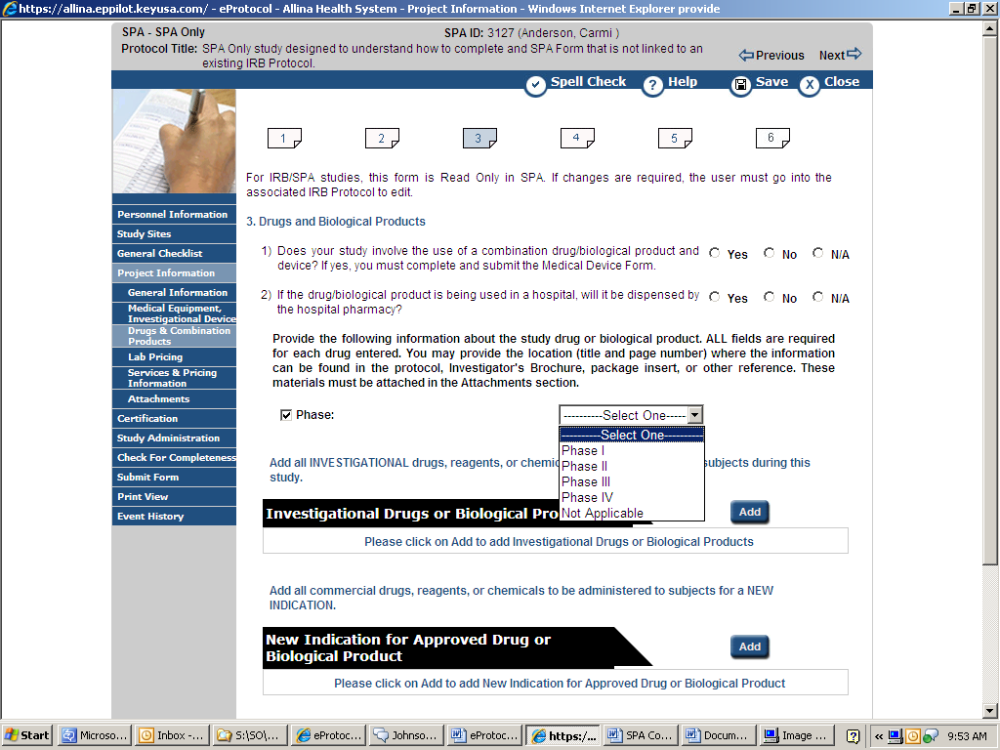 https://allina.eppilot.keyusa.com/ - eProtocol - Allina Health System - Project Information - Windows Internet Explorer provide
SPA - SPA Only
SPA ID: 3127 (Anderson, Carmi )
Protocol Title: SPA Only study designed to understand how to complete and SPA Form that is not linked to an
existing IRB Protocol.
Previous Next
Spell Check Help Save Close
1 2 3 4 5 6
For IRB/SPA studies, this form is Read Only in SPA. If changes are required, the user must go into the
associated IRB Protocol to edit.
Personnel Information
Study Sites
General Checklist
Project Information
General Information
Medical Equipment,
Investigational Device
Drugs & Combination
Products
Lab Pricing
Services & Pricing
Information
Attachments
Certification
Study Administration
Check For Completeness
Submit Form
Print View
Event History
3. Drugs and Biological Products
1) Does your study involve the use of a combination drug/biological product and
device? If yes, you must complete and submit the Medical Device Form.
Yes No N/A
2) If the drug/biological product is being used in a hospital, will it be dispensed by
the hospital pharmacy?
Yes No N/A
Provide the following information about the study drug or biological product. ALL fields are required
for each drug entered. You may provide the location (title and page number) where the information
can be found in the protocol, Investigator's Brochure, package insert, or other reference. These
materials must be attached in the Attachments section.
Phase:
----------Select One-----
----------Select One----------
Phase I
Phase II
Phase III
Phase IV
Not Applicable
Add all INVESTIGATIONAL drugs, reagents, or chemi ubjects during this
study.
Investigational Drugs or Biological Pro
Add
Please click on Add to add Investigational Drugs or Biological Products
Add all commercial drugs, reagents, or chemicals to be administered to subjects for a NEW
INDICATION.
New Indication for Approved Drug or
Biological Product
Add
Please click on Add to add New Indication for Approved Drug or Biological Product
Start Microso... Inbox -... S:\SO\... eProtoc... Johnso... eProtoc... https:/... SPA Co... Docum... Image ... « 9:53 AM